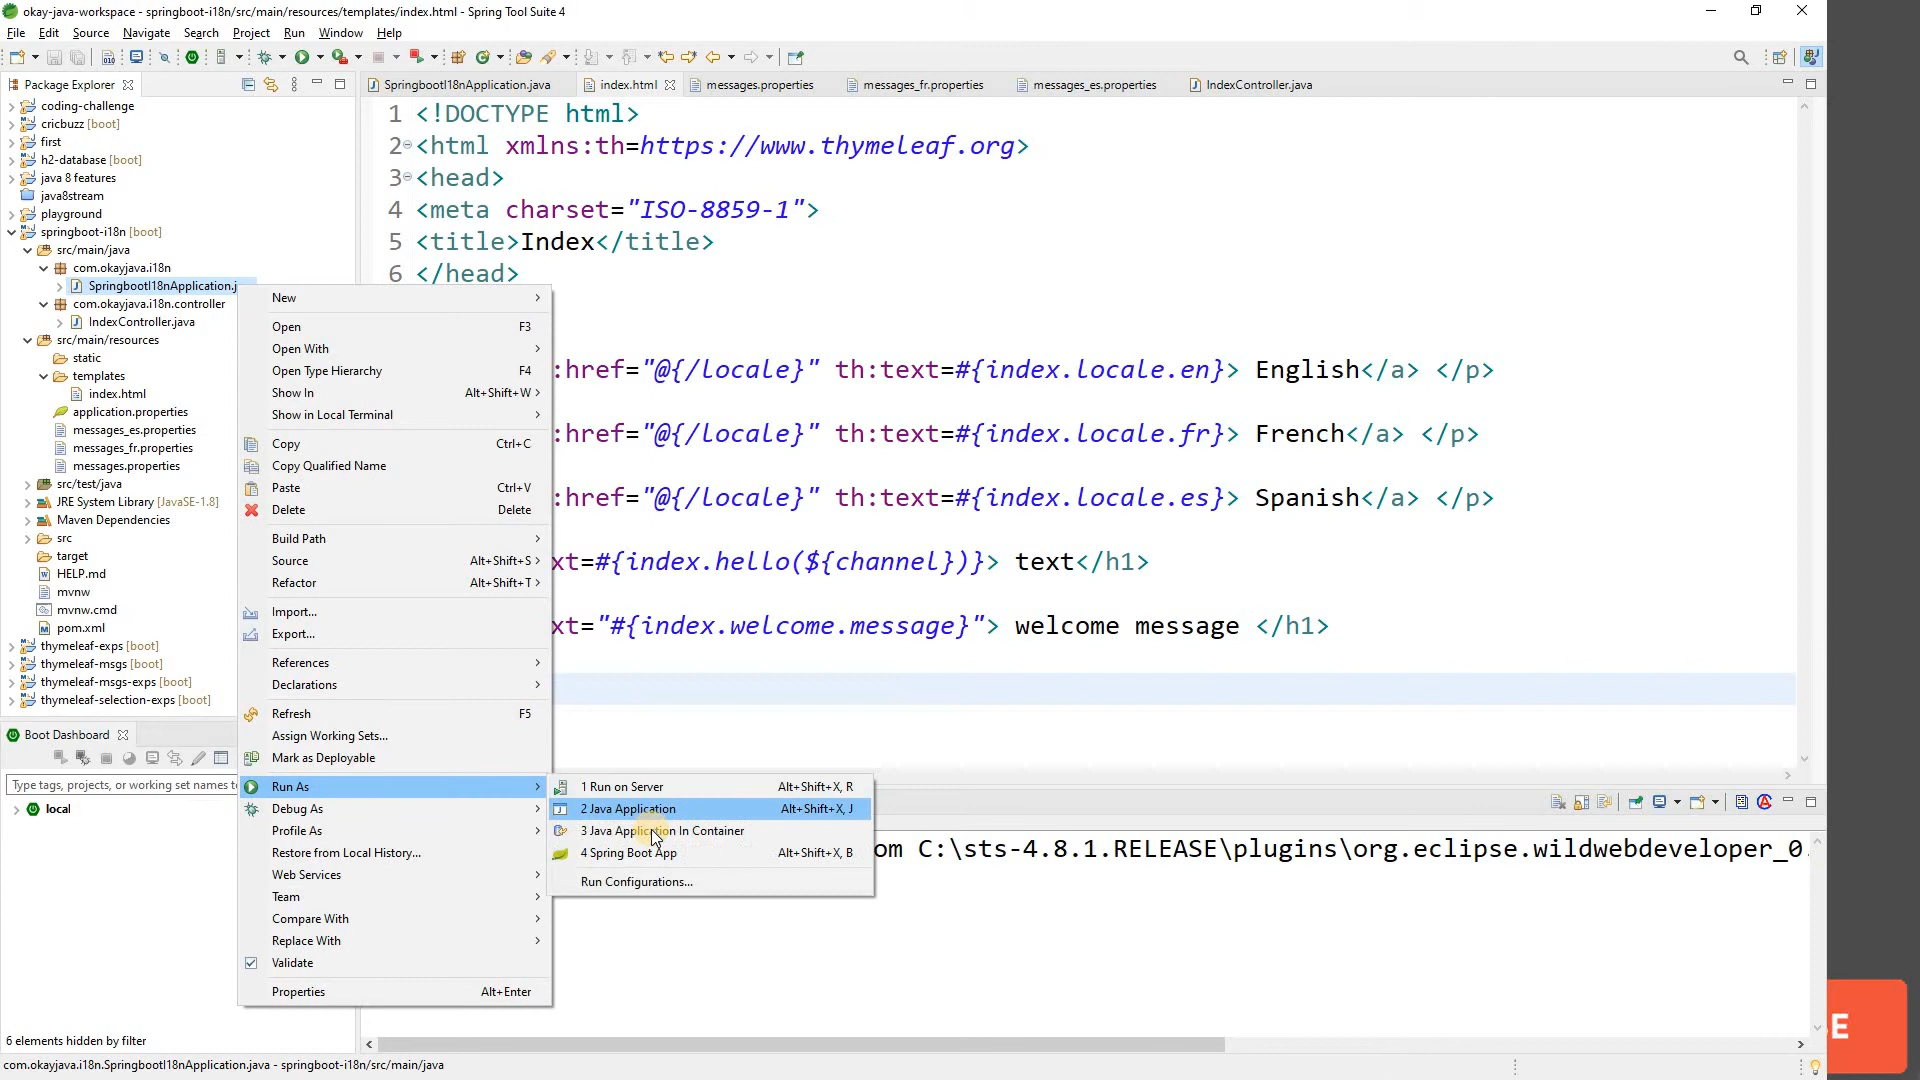 okay-java-workspace - springboot-i18n/src/main/resources/templates/index.html - Spring Tool Suite 4
File Edit Source Navigate Search Project Run Window Help
Package Explorer
SpringbootI18nApplication.java index.html messages.properties messages_fr.properties messages_es.properties IndexController.java
coding-challenge
cricbuzz [boot]
first
h2-database [boot]
java 8 features
java8stream
playground
springboot-i18n [boot]
src/main/java
com.okayjava.i18n
SpringbootI18nApplication.j
com.okayjava.i18n.controller
IndexController.java
src/main/resources
static
templates
index.html
application.properties
messages_es.properties
messages_fr.properties
messages.properties
src/test/java
JRE System Library [JavaSE-1.8]
Maven Dependencies
src
target
HELP.md
mvnw
mvnw.cmd
pom.xml
thymeleaf-exps [boot]
thymeleaf-msgs [boot]
thymeleaf-msgs-exps [boot]
thymeleaf-selection-exps [boot]
Boot Dashboard
Type tags, projects, or working set names t
local
6 elements hidden by filter
1 <!DOCTYPE html>
2 <html xmlns:th=https://www.thymeleaf.org>
3 <head>
4 <meta charset="ISO-8859-1">
5 <title>Index</title>
6 </head>
:href="@{/locale}" th:text=#{index.locale.en}> English</a> </p>
:href="@{/locale}" th:text=#{index.locale.fr}> French</a> </p>
:href="@{/locale}" th:text=#{index.locale.es}> Spanish</a> </p>
xt=#{index.hello(${channel})}> text</h1>
xt="#{index.welcome.message}"> welcome message </h1>
New
Open F3
Open With
Open Type Hierarchy F4
Show In Alt+Shift+W
Show in Local Terminal
Copy Ctrl+C
Copy Qualified Name
Paste Ctrl+V
Delete Delete
Build Path
Source Alt+Shift+S
Refactor Alt+Shift+T
Import...
Export...
References
Declarations
Refresh F5
Assign Working Sets...
Mark as Deployable
Run As
Debug As
Profile As
Restore from Local History...
Web Services
Team
Compare With
Replace With
Validate
Properties Alt+Enter
1 Run on Server Alt+Shift+X, R
2 Java Application Alt+Shift+X, J
3 Java Application In Container
4 Spring Boot App Alt+Shift+X, B
Run Configurations...
om C:\sts-4.8.1.RELEASE\plugins\org.eclipse.wildwebdeveloper_0.
com.okayjava.i18n.SpringbootI18nApplication.java - springboot-i18n/src/main/java
E